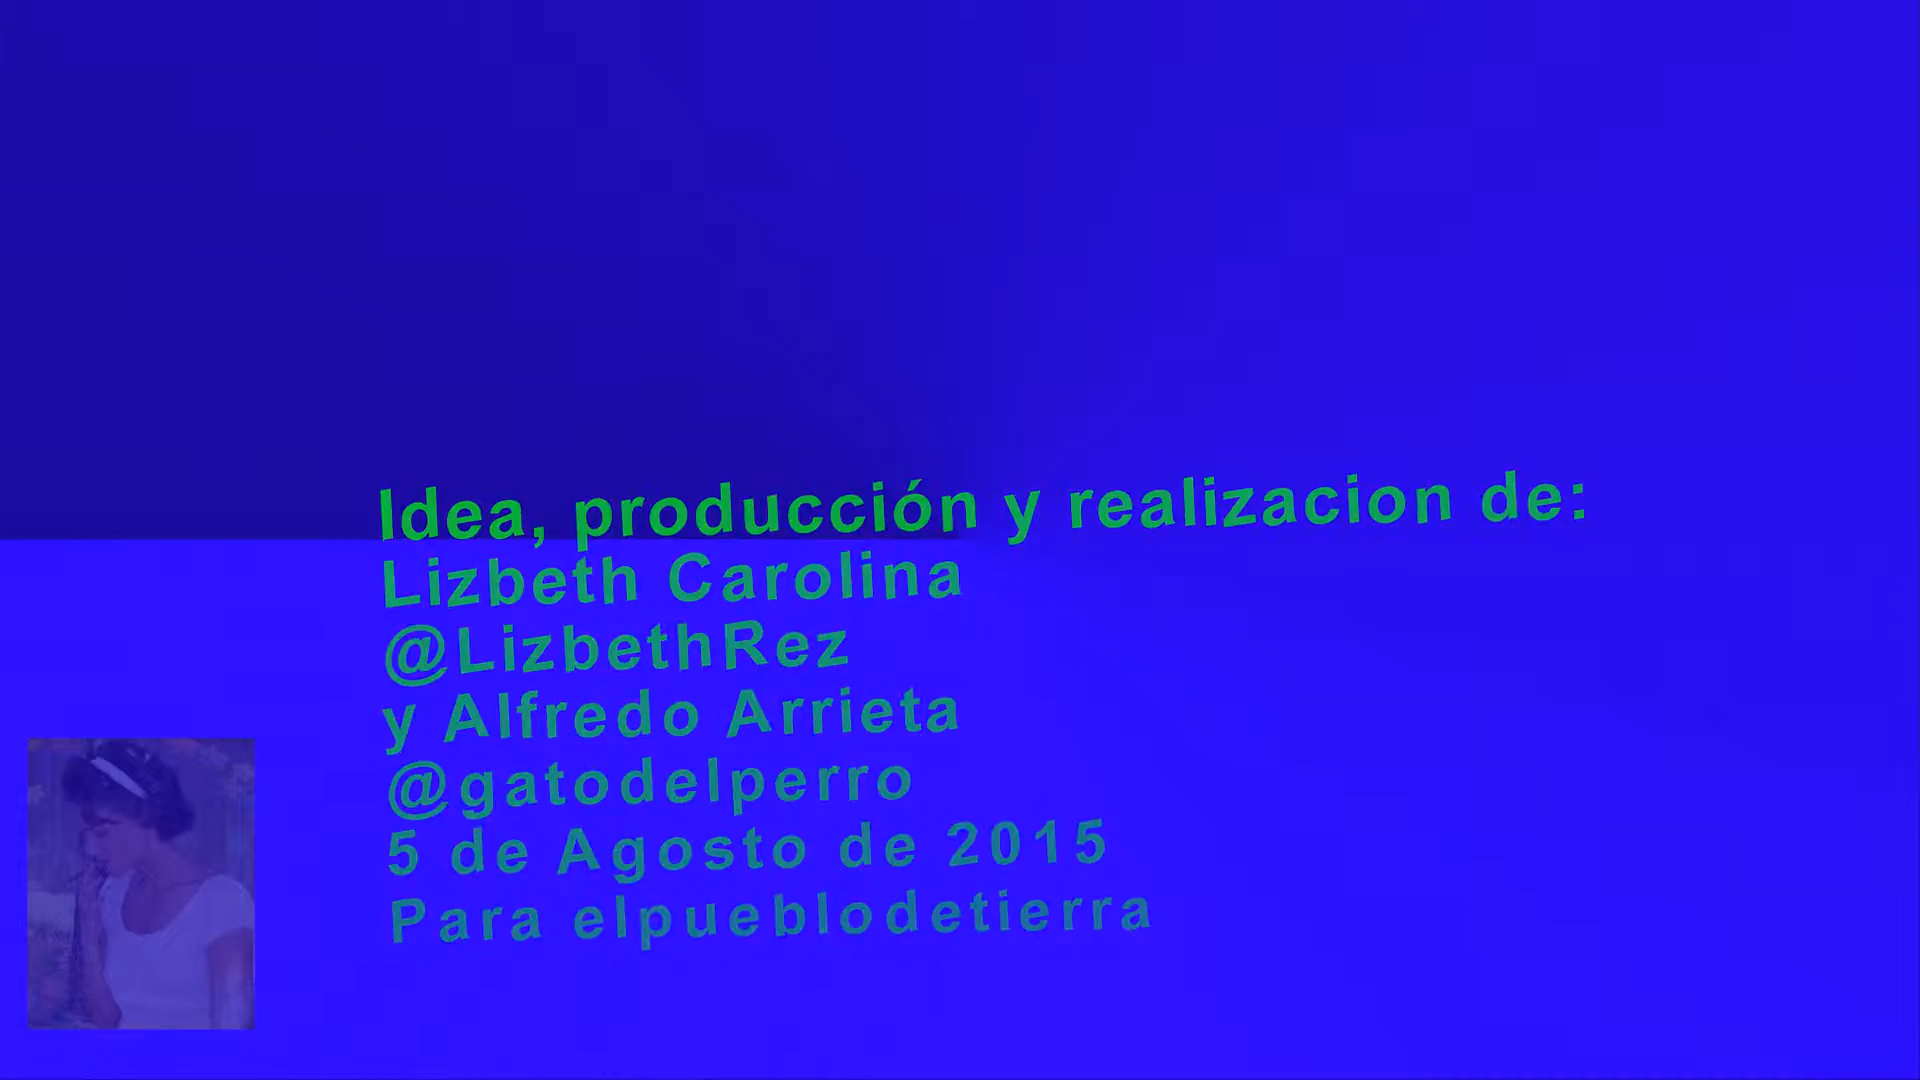 Idea, producción y realizacion de:
Lizbeth Carolina
@LizbethRez
y Alfredo Arrieta
@gatodelperro
5 de Agosto de 2015
Para elpueblodetierra